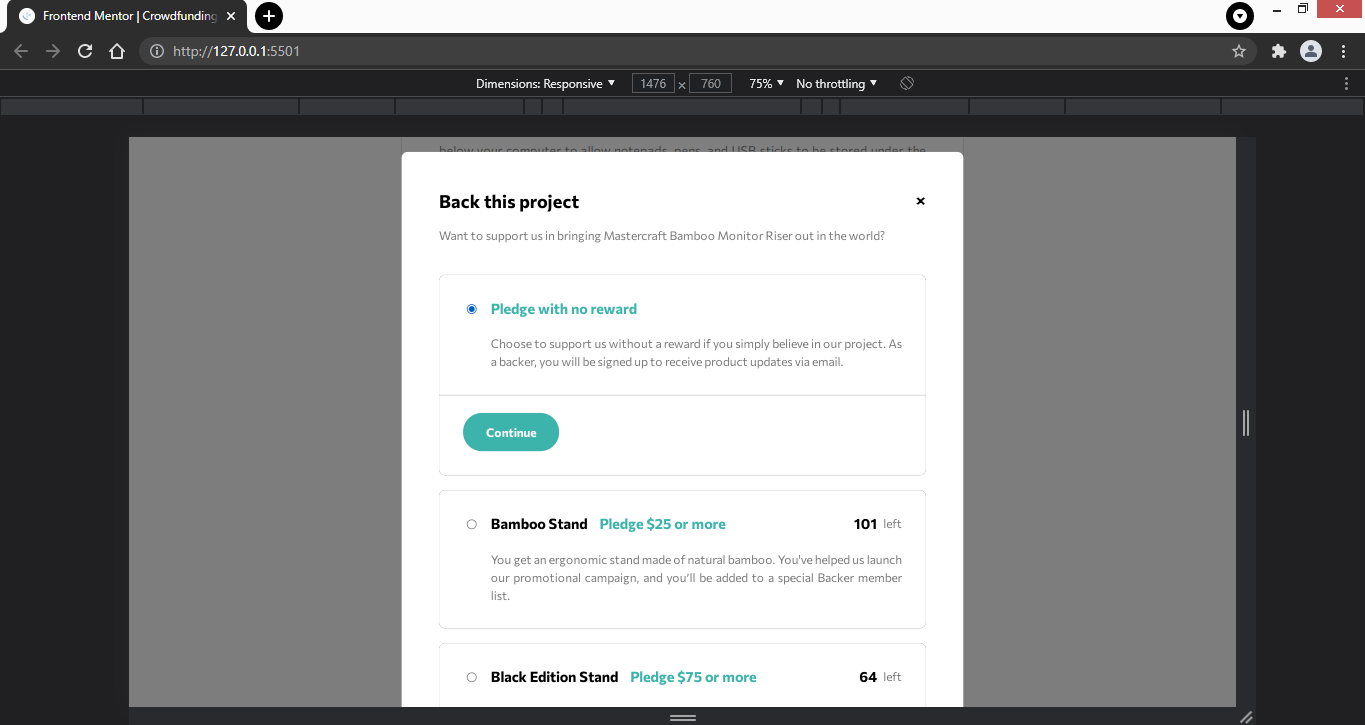 Frontend Mentor | Crowdfunding
http://127.0.0.1:5501
Dimensions: Responsive 1476 × 760 75% No throttling
below your computer to allow notepads, pens, and USB sticks to be stored under the
Back this project
Want to support us in bringing Mastercraft Bamboo Monitor Riser out in the world?
Pledge with no reward
Choose to support us without a reward if you simply believe in our project. As
a backer, you will be signed up to receive product updates via email.
Continue
Bamboo Stand Pledge $25 or more 101 left
You get an ergonomic stand made of natural bamboo. You've helped us launch
our promotional campaign, and you'll be added to a special Backer member
list.
Black Edition Stand Pledge $75 or more 64 left